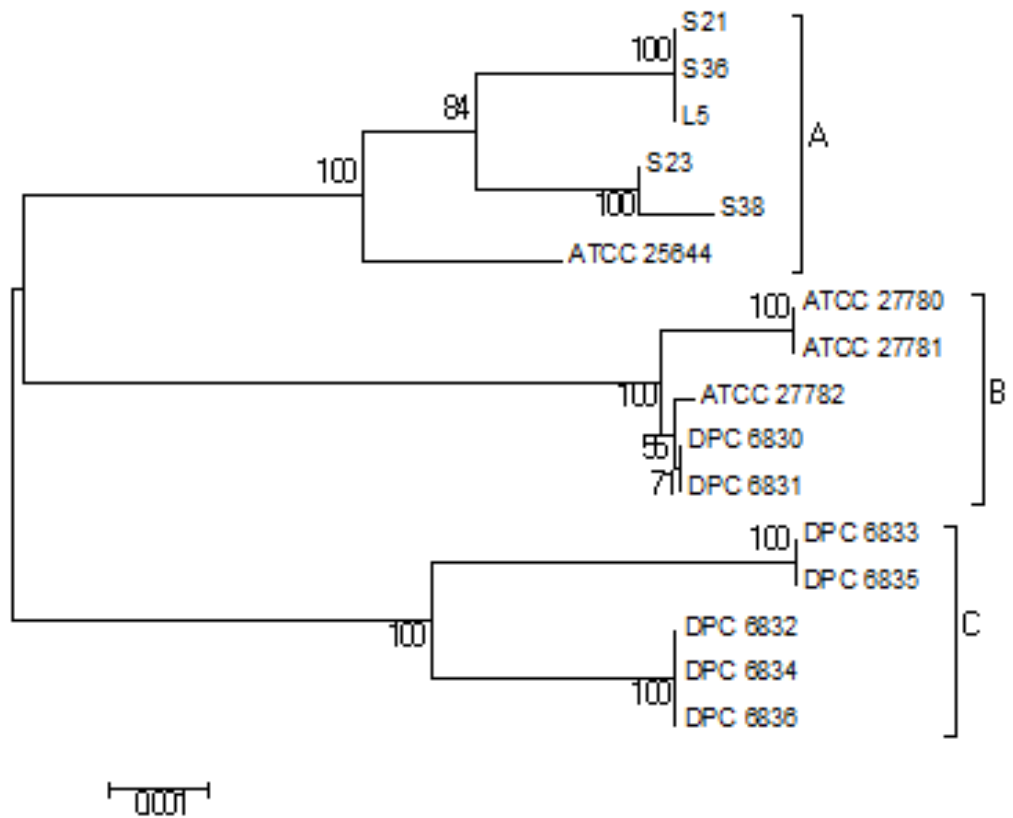 S21
100
S36
84
L5
A
100
S23
100
S38
ATCC 25644
100
ATCC 27780
ATCC 27781
B
100
ATCC 27782
55
DPC 6830
71
DPC 6831
100
DPC 6833
DPC 6835
C
100
DPC 6832
DPC 6834
100
DPC 6836
0.001